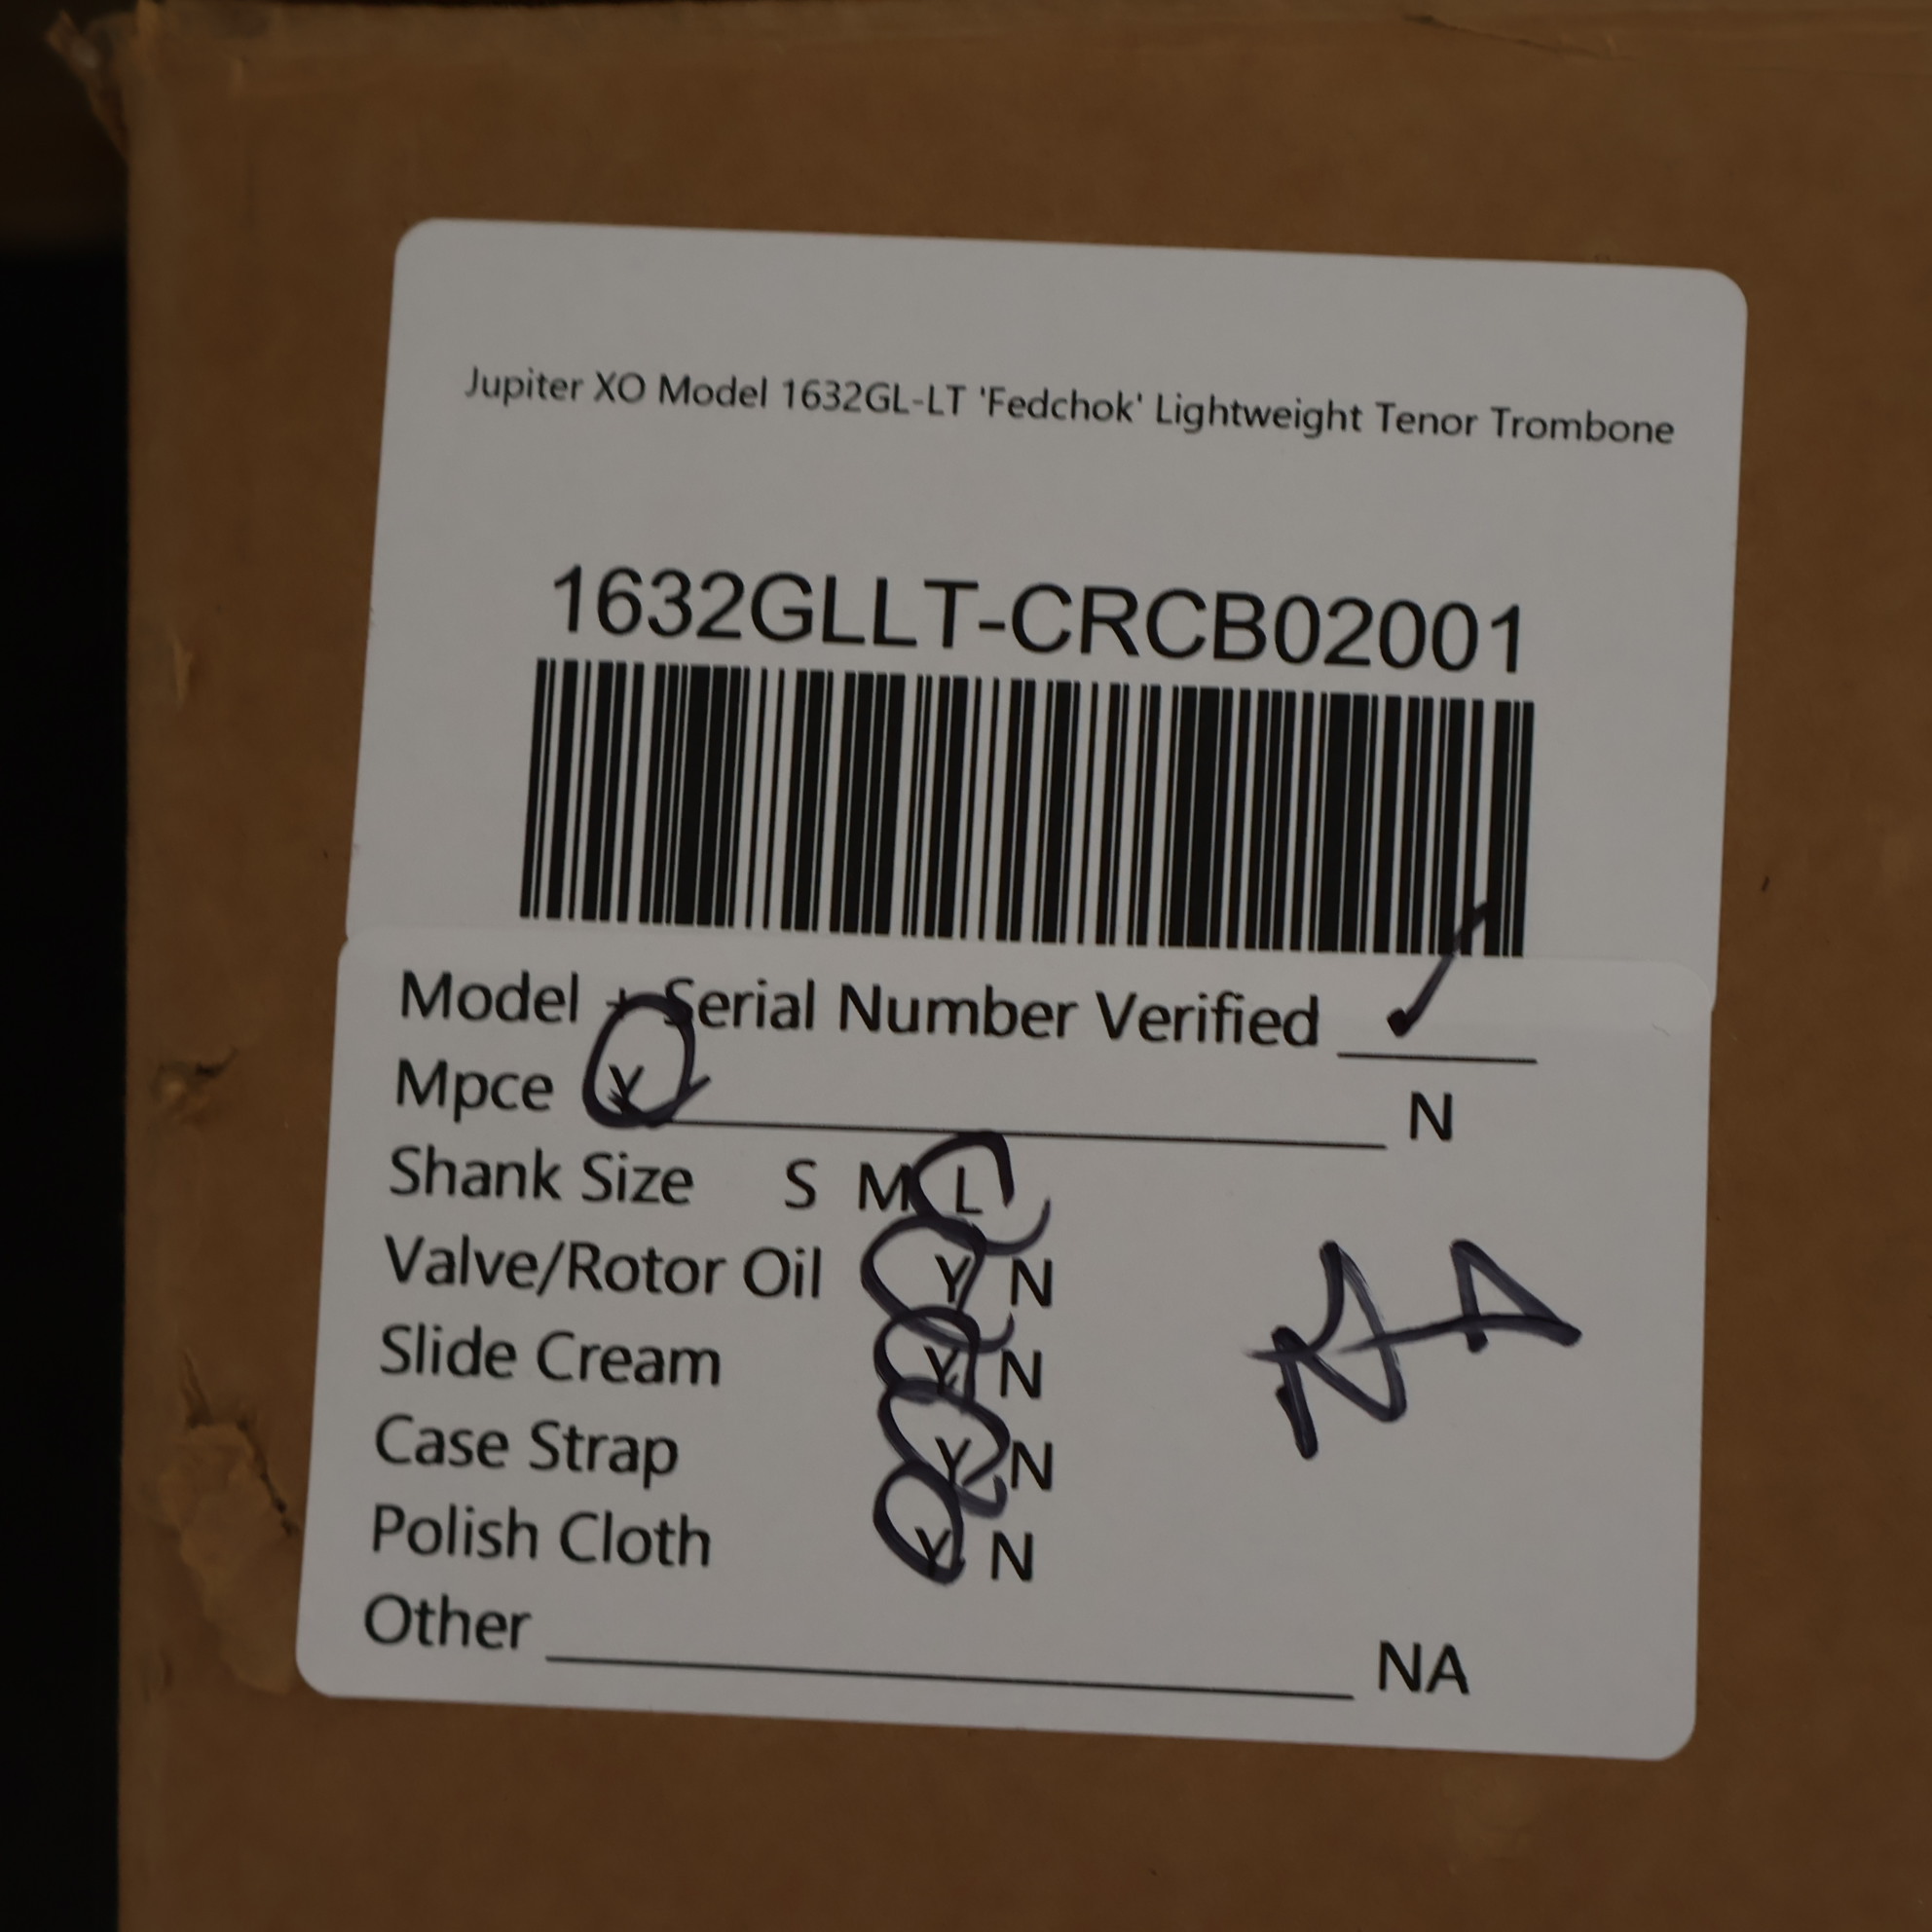 Jupiter XO Model 1632GL-LT 'Fedchok' Lightweight Tenor Trombone
1632GLLT-CRCB02001
Model + Serial Number Verified ✓
Mpce Y N
Shank Size S M L
Valve/Rotor Oil Y N
Slide Cream Y N
Case Strap Y N
Polish Cloth Y N
Other NA